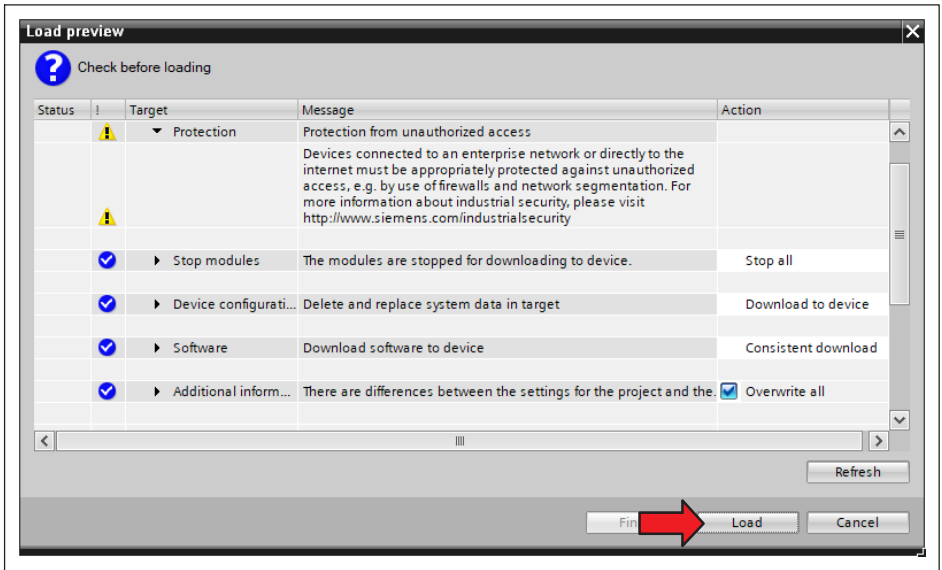 Load preview
Check before loading
Status ! Target Message Action
Protection Protection from unauthorized access
Devices connected to an enterprise network or directly to the
internet must be appropriately protected against unauthorized
access, e.g. by use of firewalls and network segmentation. For
more information about industrial security, please visit
http://www.siemens.com/industrialsecurity
Stop modules The modules are stopped for downloading to device. Stop all
Device configurati... Delete and replace system data in target Download to device
Software Download software to device Consistent download
Additional inform... There are differences between the settings for the project and the. Overwrite all
Refresh
Fin Load Cancel